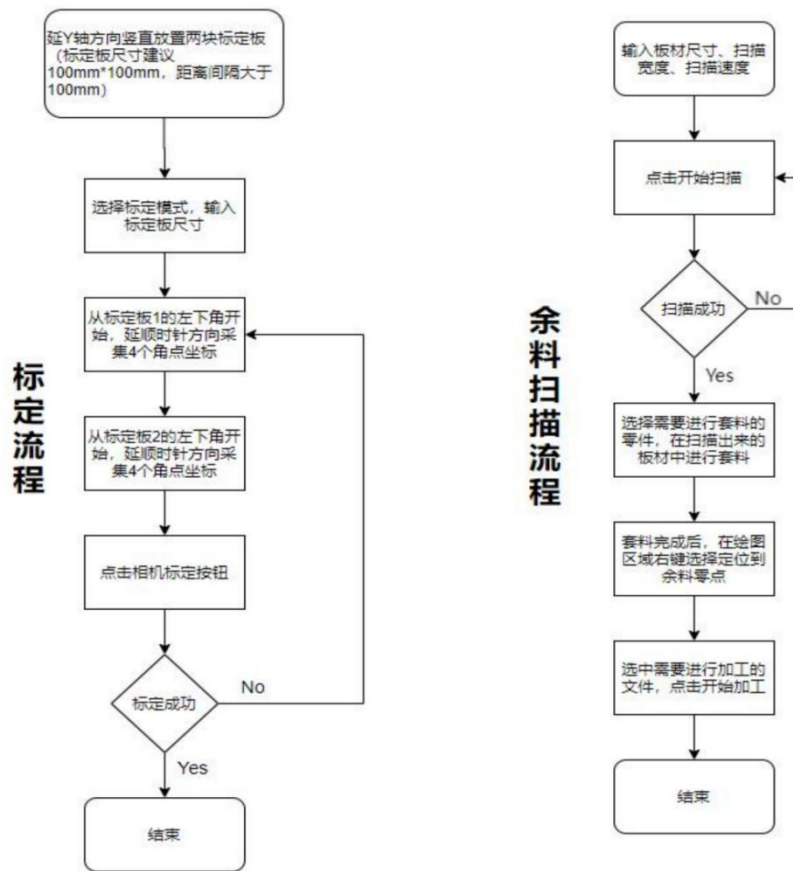 延Y轴方向竖直放置两块标定板
（标定板尺寸建议
100mm*100mm，距离间隔大于
100mm）
选择标定模式，输入
标定板尺寸
从标定板1的左下角开
始，延顺时针方向采
集4个角点坐标
从标定板2的左下角开
始，延顺时针方向采
集4个角点坐标
点击相机标定按钮
标定成功
No
Yes
结束
标定流程
输入板材尺寸、扫描
宽度、扫描速度
点击开始扫描
扫描成功
No
Yes
选择需要进行套料的
零件，在扫描出来的
板材中进行套料
套料完成后，在绘图
区域右键选择定位到
余料零点
选中需要进行加工的
文件，点击开始加工
结束
余料扫描流程